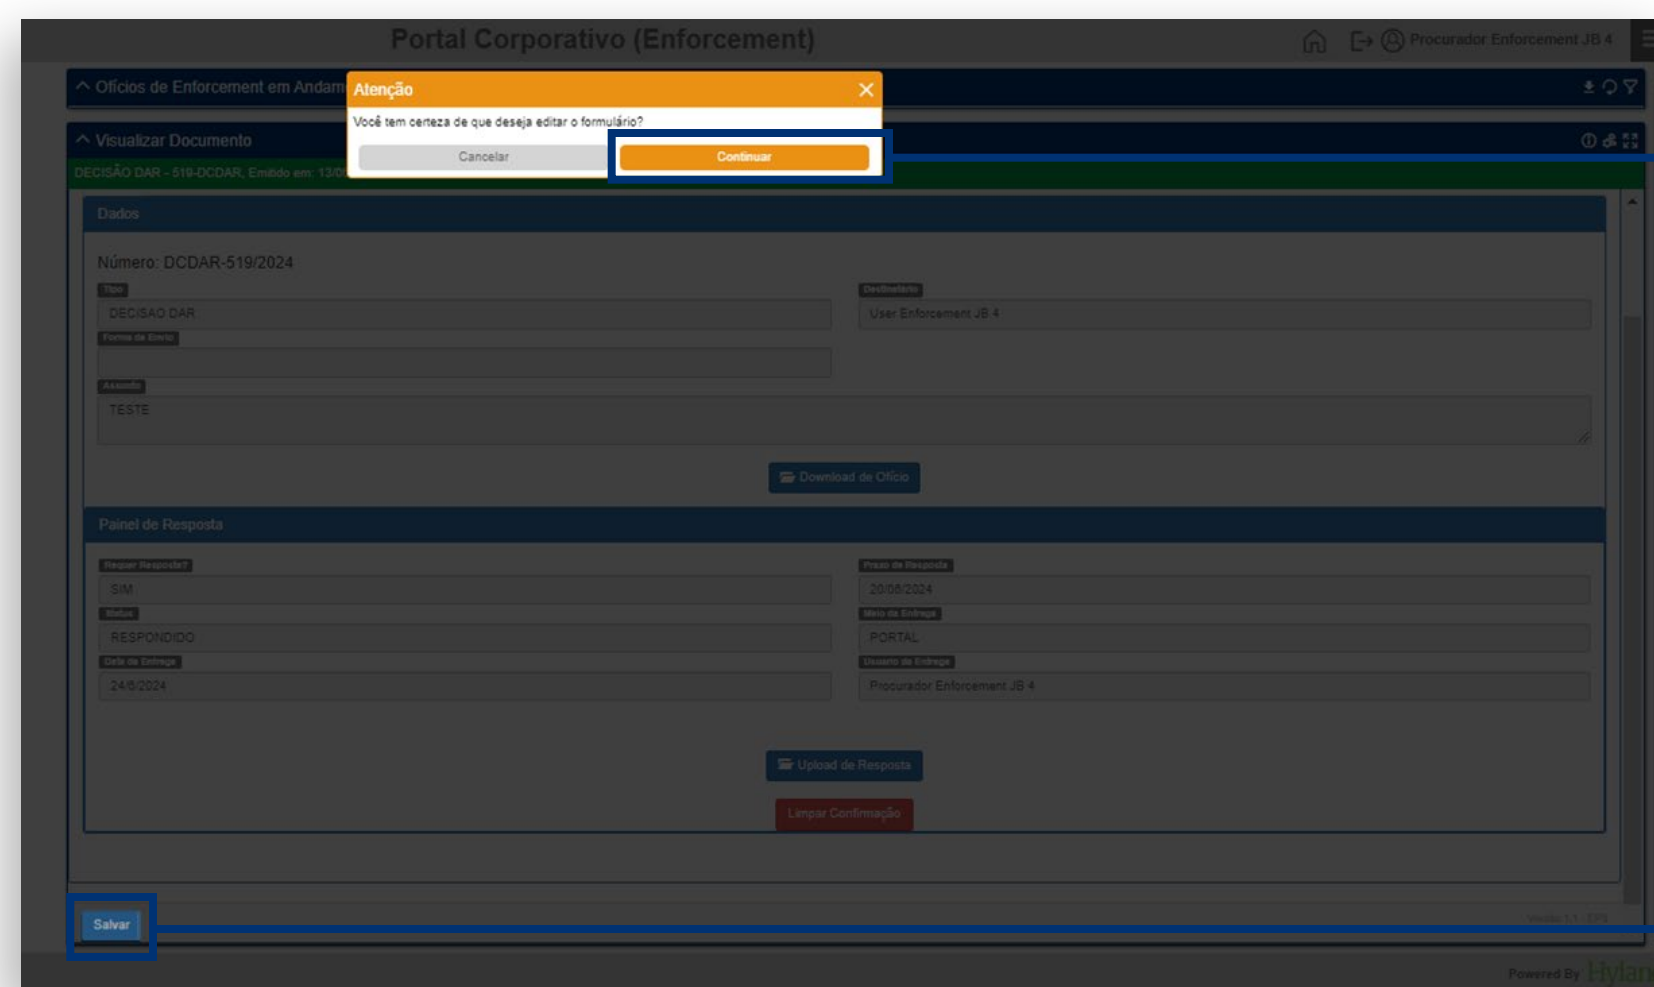 Portal Corporativo (Enforcement)
Procurador Enforcement JB 4
Ofícios de Enforcement em Andam
Atenção
Você tem certeza de que deseja editar o formulário?
Cancelar
Continuar
Visualizar Documento
DECISÃO DAR - 519-DCDAR, Emitido em: 13/0
Dados
Número: DCDAR-519/2024
Tipo
Destinatário
DECISAO DAR
User Enforcement JB 4
Forma de Envio
Assunto
TESTE
Download de Ofício
Painel de Resposta
Requer Resposta?
Prazo de Resposta
SIM
20/06/2024
Status
Meio da Entrega
RESPONDIDO
PORTAL
Data de Entrega
Usuario de Entrega
24/6/2024
Procurador Enforcement JB 4
Upload de Resposta
Limpar Confirmação
Salvar
Powered By Hylan